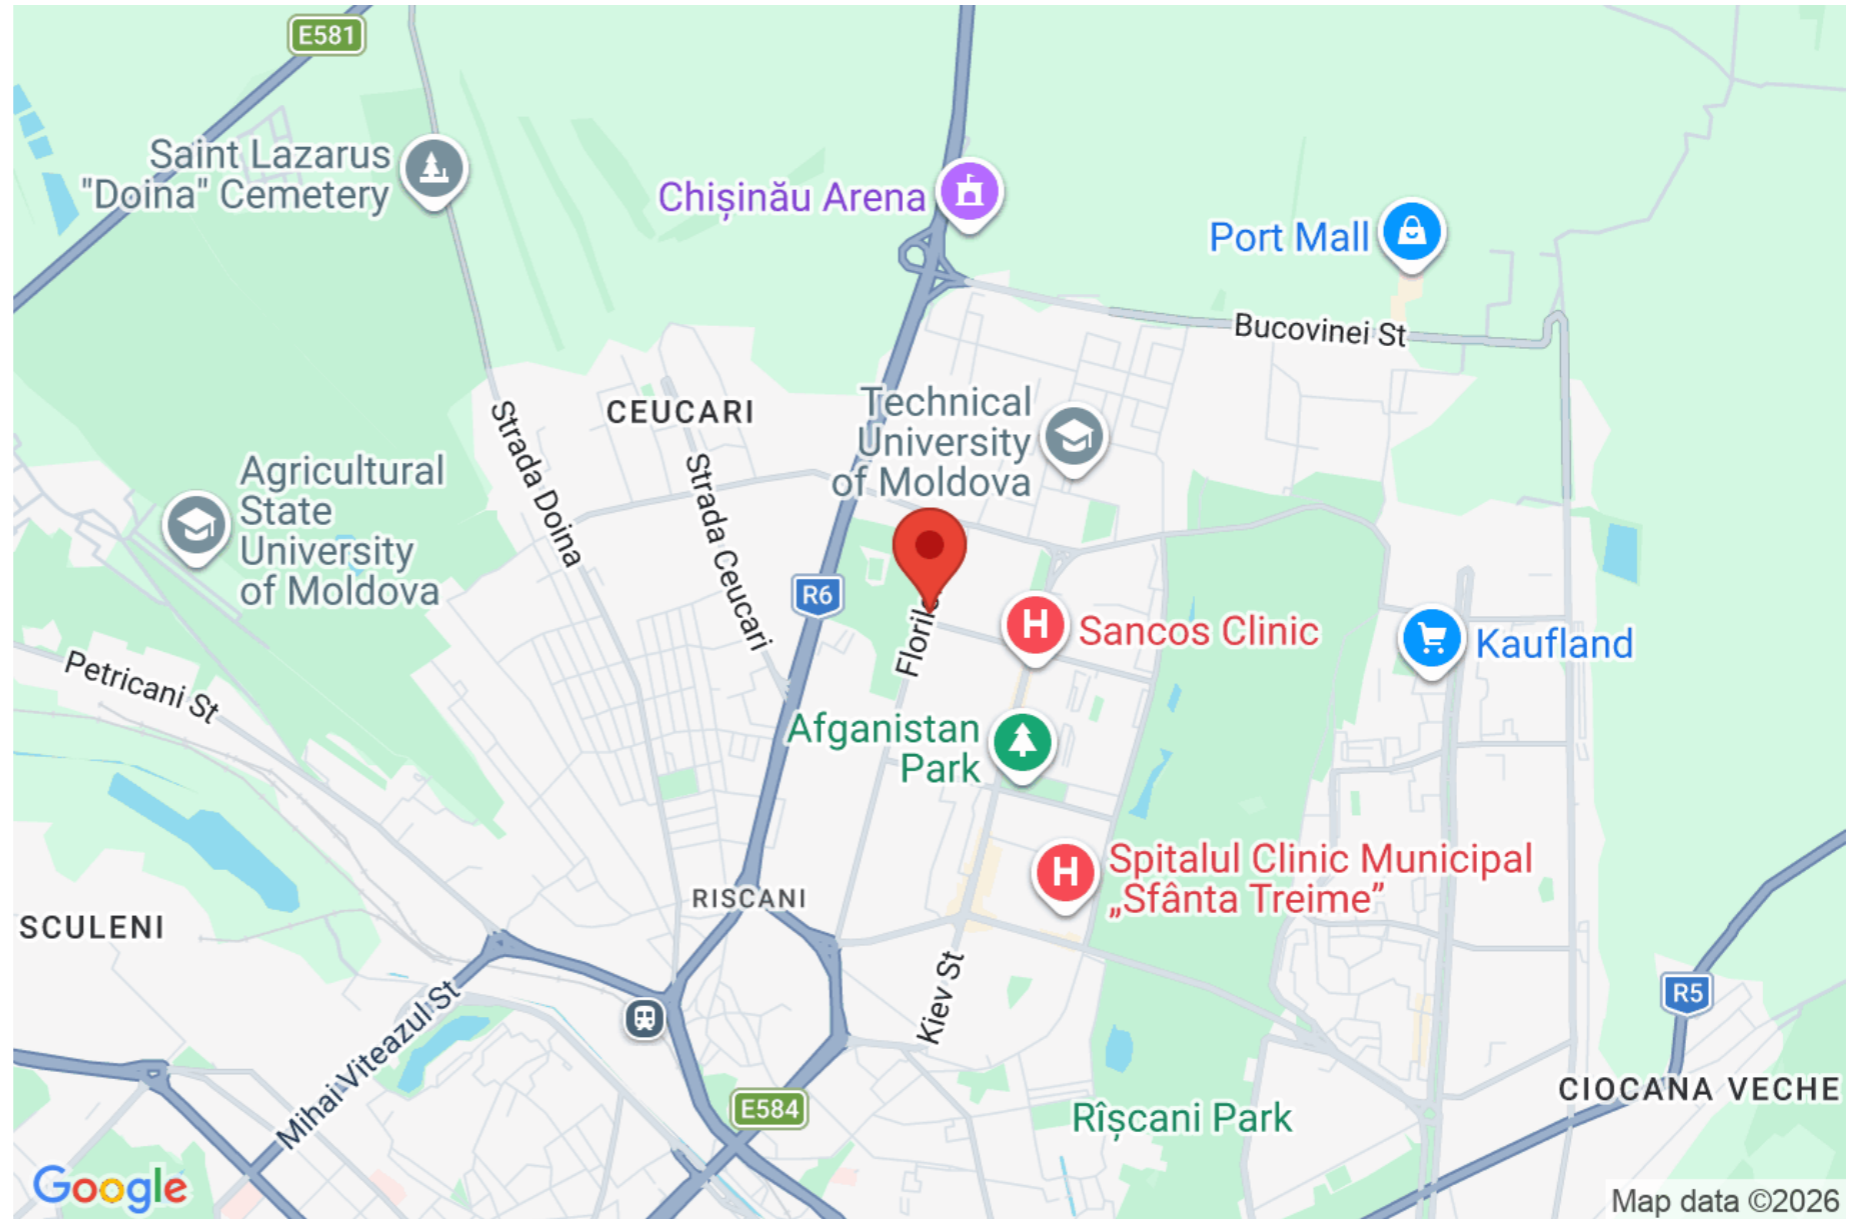 E581
Saint Lazarus
"Doina" Cemetery
Chișinău Arena
Port Mall
Bucovinei St
CEUCARI
Technical
University
of Moldova
Strada Doina
Strada Ceucari
Agricultural
State
University
of Moldova
R6
Sancos Clinic
Kaufland
Petricani St
Afganistan
Park
Spitalul Clinic Municipal
„Sfânta Treime”
RISCANI
SCULENI
Kiev St
R5
Mihai Viteazul St
CIOCANA VECHE
E584
Rîșcani Park
Google
Map data ©2026